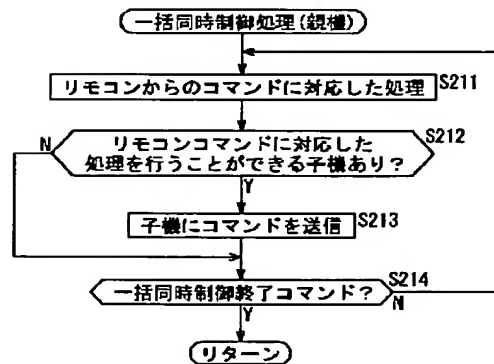 一括同時制御処理(親機)
リモコンからのコマンドに対応した処理
S211
リモコンコマンドに対応した
処理を行うことができる子機あり?
S212
N
Y
子機にコマンドを送信
S213
一括同時制御終了コマンド?
S214
N
Y
リターン